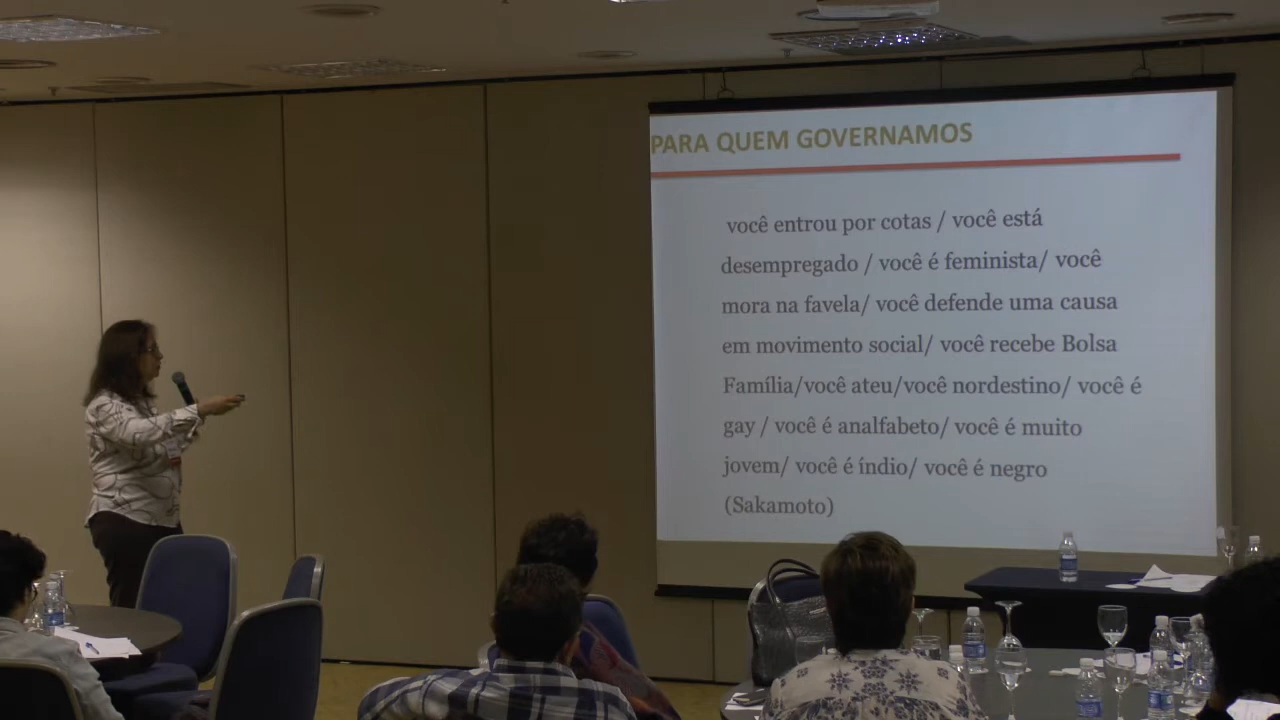 PARA QUEM GOVERNAMOS
você entrou por cotas / você está
desempregado / você é feminista/ você
mora na favela/ você defende uma causa
em movimento social/ você recebe Bolsa
Família/você ateu/você nordestino/ você é
gay / você é analfabeto/ você é muito
jovem/ você é índio/ você é negro
(Sakamoto)